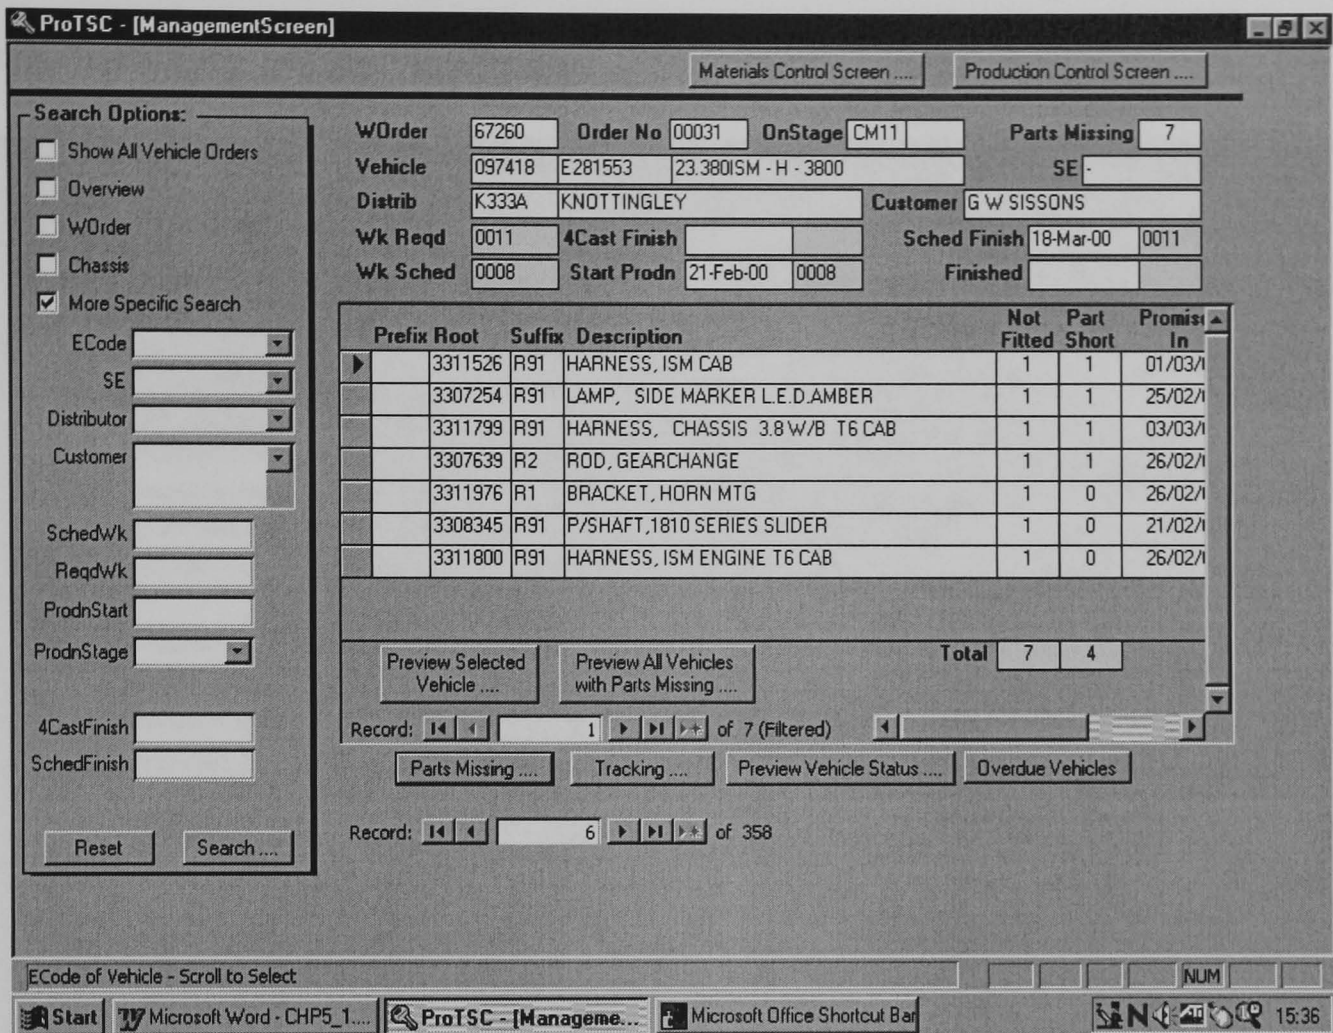 ProTSC - [ManagementScreen]
Materials Control Screen .... Production Control Screen ....
Search Options:
Show All Vehicle Orders
Overview
WOrder
Chassis
More Specific Search
ECode
SE
Distributor
Customer
SchedWk
ReqdWk
ProdnStart
ProdnStage
4CastFinish
SchedFinish
Reset Search ....
WOrder 67260 Order No 00031 OnStage CM11 Parts Missing 7
Vehicle 097418 E281553 23.380ISM - H - 3800 SE -
Distrib K333A KNOTTINGLEY Customer G W SISSONS
Wk Reqd 0011 4Cast Finish Sched Finish 18-Mar-00 0011
Wk Sched 0008 Start Prodn 21-Feb-00 0008 Finished
Prefix Root Suffix Description Not Fitted Part Short Promise In
3311526 R91 HARNESS, ISM CAB 1 1 01/03/
3307254 R91 LAMP, SIDE MARKER L.E.D.AMBER 1 1 25/02/
3311799 R91 HARNESS, CHASSIS 3.8 W/B T6 CAB 1 1 03/03/
3307639 R2 ROD, GEARCHANGE 1 1 26/02/
3311976 R1 BRACKET, HORN MTG 1 0 26/02/
3308345 R91 P/SHAFT,1810 SERIES SLIDER 1 0 21/02/
3311800 R91 HARNESS, ISM ENGINE T6 CAB 1 0 26/02/
Total 7 4
Preview Selected Vehicle .... Preview All Vehicles with Parts Missing ....
Record: 1 of 7 (Filtered)
Parts Missing .... Tracking .... Preview Vehicle Status .... Overdue Vehicles
Record: 6 of 358
ECode of Vehicle - Scroll to Select NUM
Start Microsoft Word - CHP5_1.... ProTSC - [Manageme... Microsoft Office Shortcut Bar N 15:36